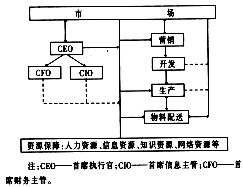 市 场
CEO
营销
CFO
CIO
开发
生产
物料配送
资源保障:人力资源、信息资源、知识资源、网络资源等
注:CEO——首席执行官;CIO——首席信息主管;CFO——首
席财务主管。